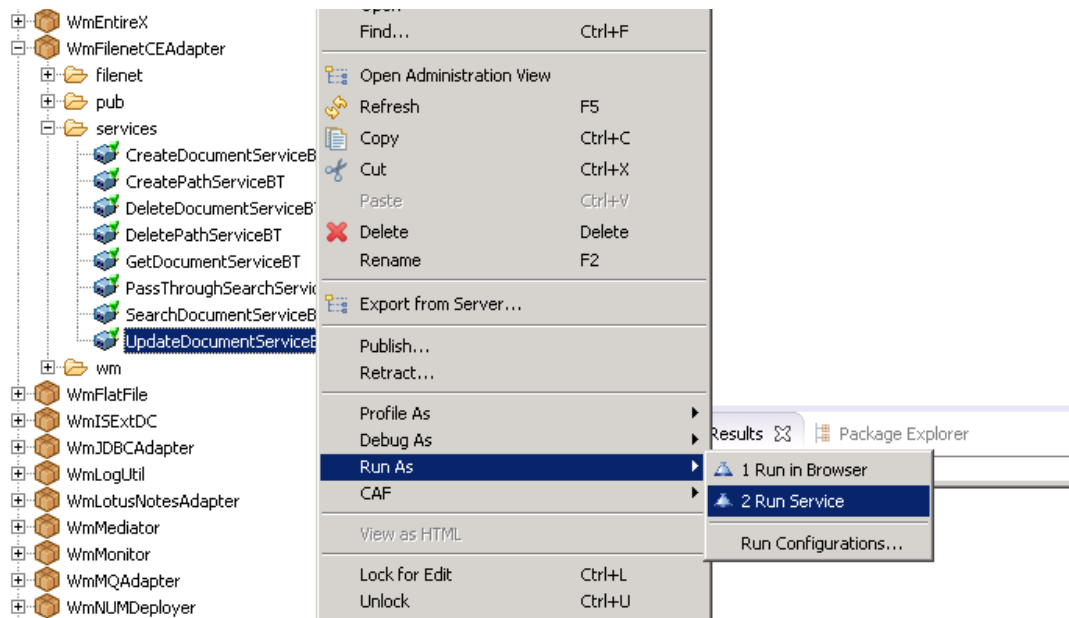 WmEntireX
WmFilenetCEAdapter
filenet
pub
services
CreateDocumentServiceB
CreatePathServiceBT
DeleteDocumentServiceB
DeletePathServiceBT
GetDocumentServiceBT
PassThroughSearchServic
SearchDocumentServiceB
UpdateDocumentServiceB
wm
WmFlatFile
WmISExtDC
WmJDBCAdapter
WmLogUtil
WmLotusNotesAdapter
WmMediator
WmMonitor
WmMQAdapter
WmNUMDeployer
Find... Ctrl+F
Open Administration View
Refresh F5
Copy Ctrl+C
Cut Ctrl+X
Paste Ctrl+V
Delete Delete
Rename F2
Export from Server...
Publish...
Retract...
Profile As
Debug As
Run As
CAF
View as HTML
Lock for Edit Ctrl+L
Unlock Ctrl+U
Results Package Explorer
1 Run in Browser
2 Run Service
Run Configurations...